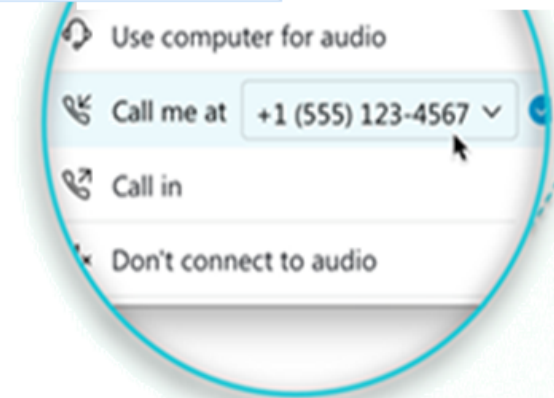 Use computer for audio
Call me at +1 (555) 123-4567
Call in
Don't connect to audio